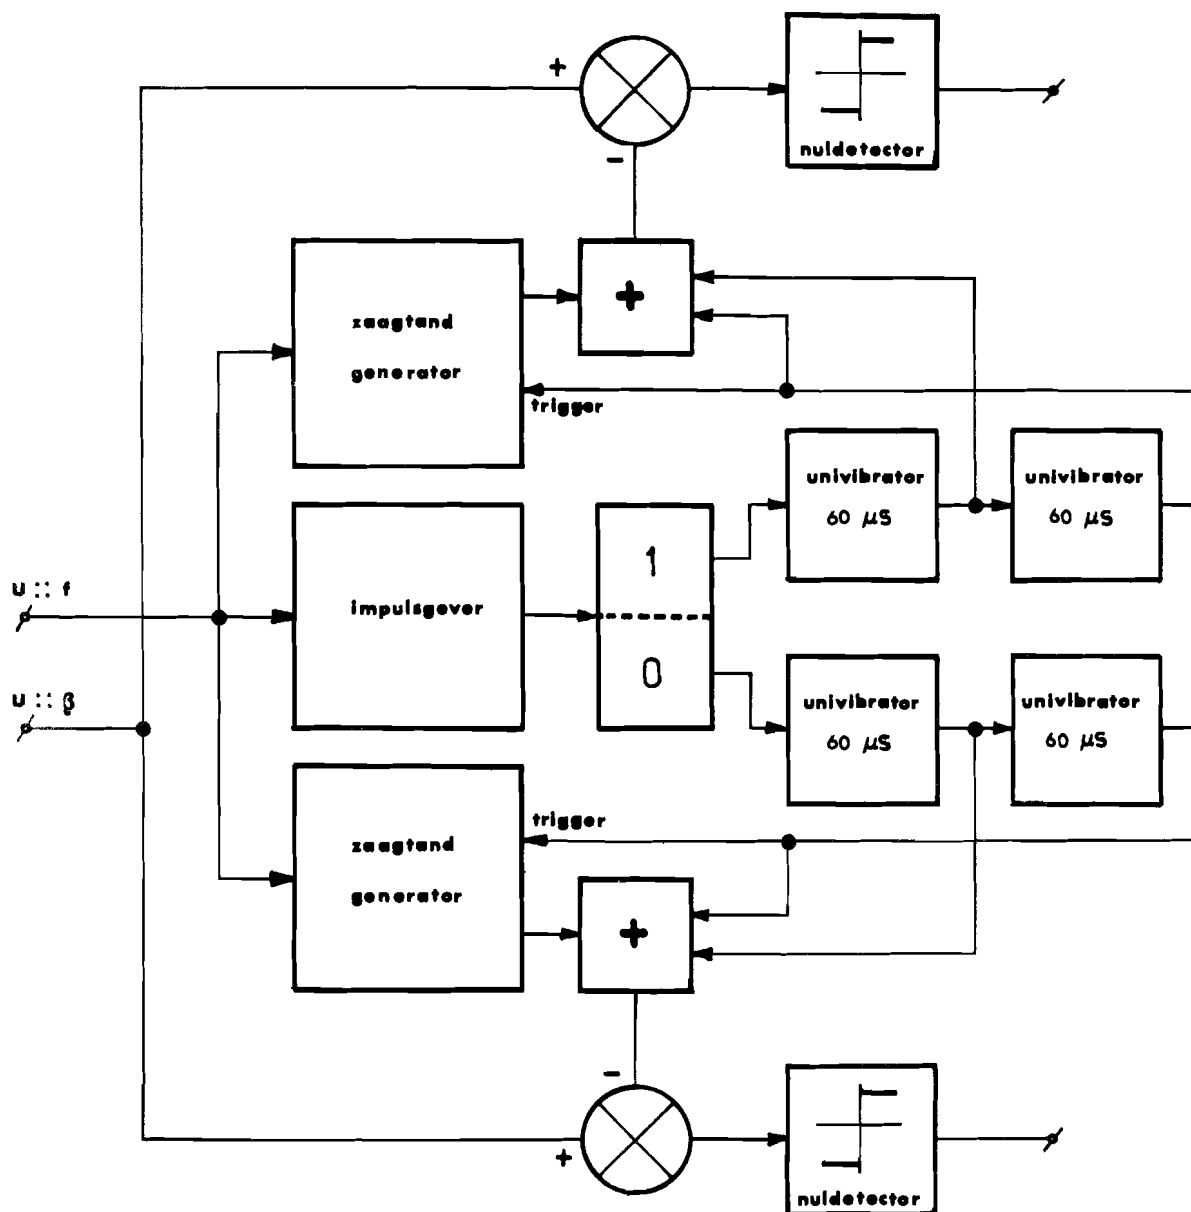 +
-
nuldetector
zaagtand
generator
+
trigger
univibrator
60 µS
univibrator
60 µS
u :: f
impulsgever
1
0
u :: β
univibrator
60 µS
univibrator
60 µS
zaagtand
generator
trigger
+
-
+
nuldetector